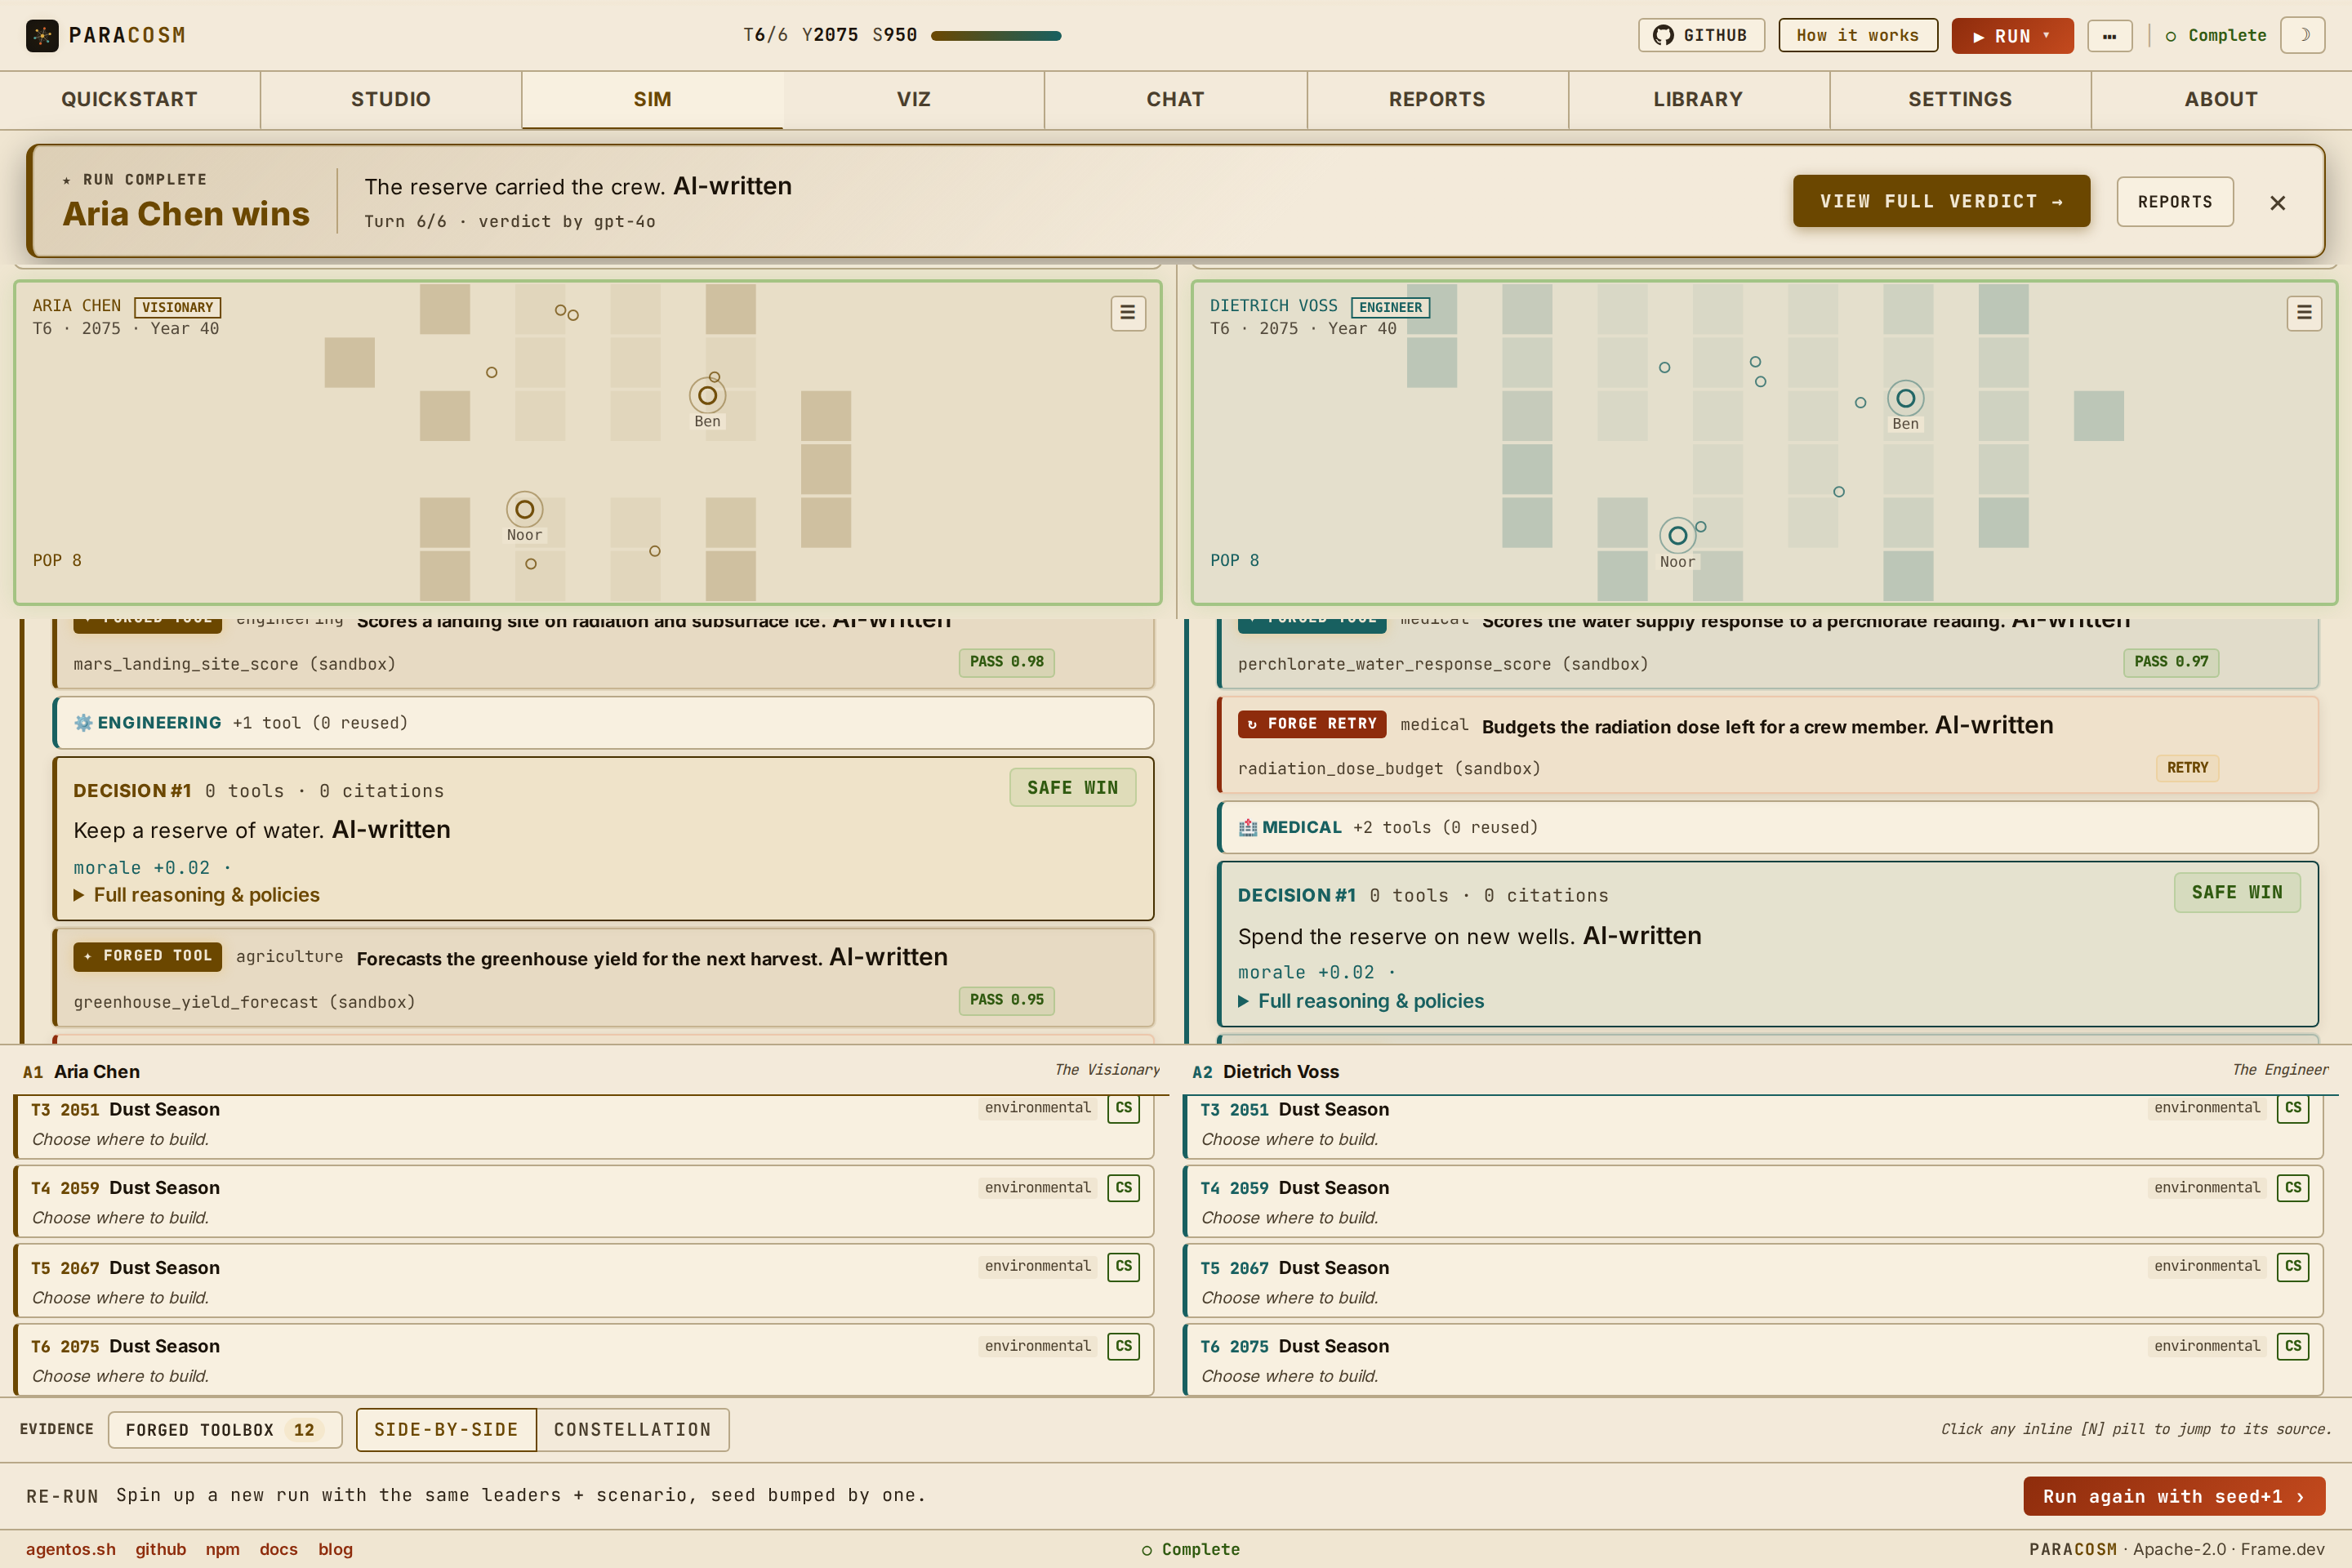 PARACOSM
T6/6 Y2075 S950
GITHUB
How it works
▶ RUN ▾
Complete
QUICKSTART
STUDIO
SIM
VIZ
CHAT
REPORTS
LIBRARY
SETTINGS
ABOUT
★ RUN COMPLETE
Aria Chen wins
The reserve carried the crew. AI-written
Turn 6/6 · verdict by gpt-4o
VIEW FULL VERDICT →
REPORTS
ARIA CHEN VISIONARY
T6 · 2075 · Year 40
Ben
Noor
POP 8
DIETRICH VOSS ENGINEER
T6 · 2075 · Year 40
Ben
Noor
POP 8
FORGED TOOL engineering Scores a landing site on radiation and subsurface ice. AI-written
mars_landing_site_score (sandbox)
PASS 0.98
ENGINEERING +1 tool (0 reused)
DECISION #1 0 tools · 0 citations
SAFE WIN
Keep a reserve of water. AI-written
morale +0.02 ·
▶ Full reasoning & policies
✦ FORGED TOOL agriculture Forecasts the greenhouse yield for the next harvest. AI-written
greenhouse_yield_forecast (sandbox)
PASS 0.95
FORGED TOOL medical Scores the water supply response to a perchlorate reading. AI-written
perchlorate_water_response_score (sandbox)
PASS 0.97
↻ FORGE RETRY medical Budgets the radiation dose left for a crew member. AI-written
radiation_dose_budget (sandbox)
RETRY
MEDICAL +2 tools (0 reused)
DECISION #1 0 tools · 0 citations
SAFE WIN
Spend the reserve on new wells. AI-written
morale +0.02 ·
▶ Full reasoning & policies
A1 Aria Chen
The Visionary
T3 2051 Dust Season
environmental CS
Choose where to build.
T4 2059 Dust Season
environmental CS
Choose where to build.
T5 2067 Dust Season
environmental CS
Choose where to build.
T6 2075 Dust Season
environmental CS
Choose where to build.
A2 Dietrich Voss
The Engineer
T3 2051 Dust Season
environmental CS
Choose where to build.
T4 2059 Dust Season
environmental CS
Choose where to build.
T5 2067 Dust Season
environmental CS
Choose where to build.
T6 2075 Dust Season
environmental CS
Choose where to build.
EVIDENCE
FORGED TOOLBOX 12
SIDE-BY-SIDE
CONSTELLATION
Click any inline [N] pill to jump to its source.
RE-RUN Spin up a new run with the same leaders + scenario, seed bumped by one.
Run again with seed+1 ›
agentos.sh github npm docs blog
Complete
PARACOSM · Apache-2.0 · Frame.dev